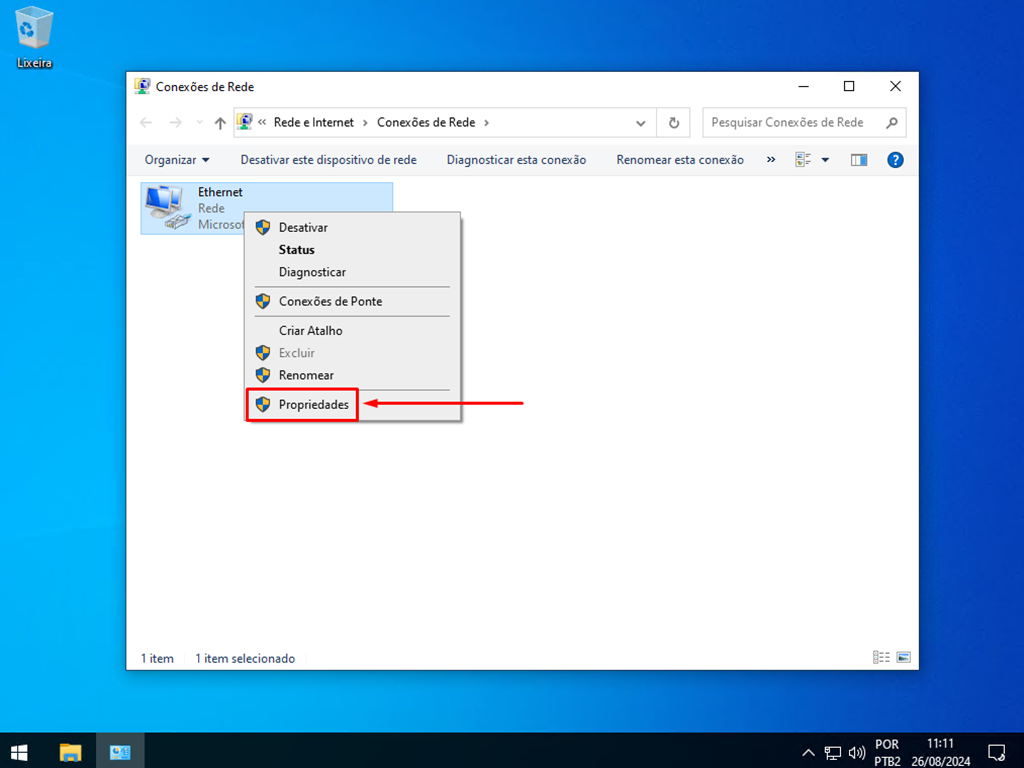 Lixeira
Conexões de Rede
« Rede e Internet › Conexões de Rede ›
Pesquisar Conexões de Rede
Organizar
Desativar este dispositivo de rede
Diagnosticar esta conexão
Renomear esta conexão
»
Ethernet
Rede
Desativar
Status
Diagnosticar
Conexões de Ponte
Criar Atalho
Excluir
Renomear
Propriedades
1 item
1 item selecionado
POR
PTB2
11:11
26/08/2024